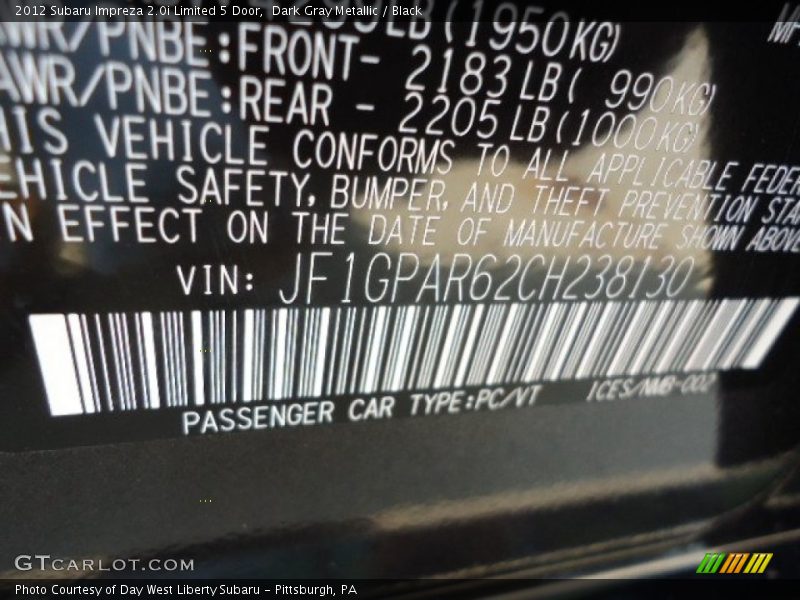 2012 Subaru Impreza 2.0i Limited 5 Door, Dark Gray Metallic / Black
LB(1950KG)
AWR/PNBE:FRONT- 2183 LB( 990KG)
AWR/PNBE:REAR - 2205 LB(1000KG)
HIS VEHICLE CONFORMS TO ALL APPLICABLE FEDER
EHICLE SAFETY, BUMPER, AND THEFT PREVENTION STA
N EFFECT ON THE DATE OF MANUFACTURE SHOWN ABOVE
VIN: JF1GPAR62CH238130
PASSENGER CAR TYPE:PC/VT ICES/NMB-002
GTCARLOT.COM
Photo Courtesy of Day West Liberty Subaru - Pittsburgh, PA